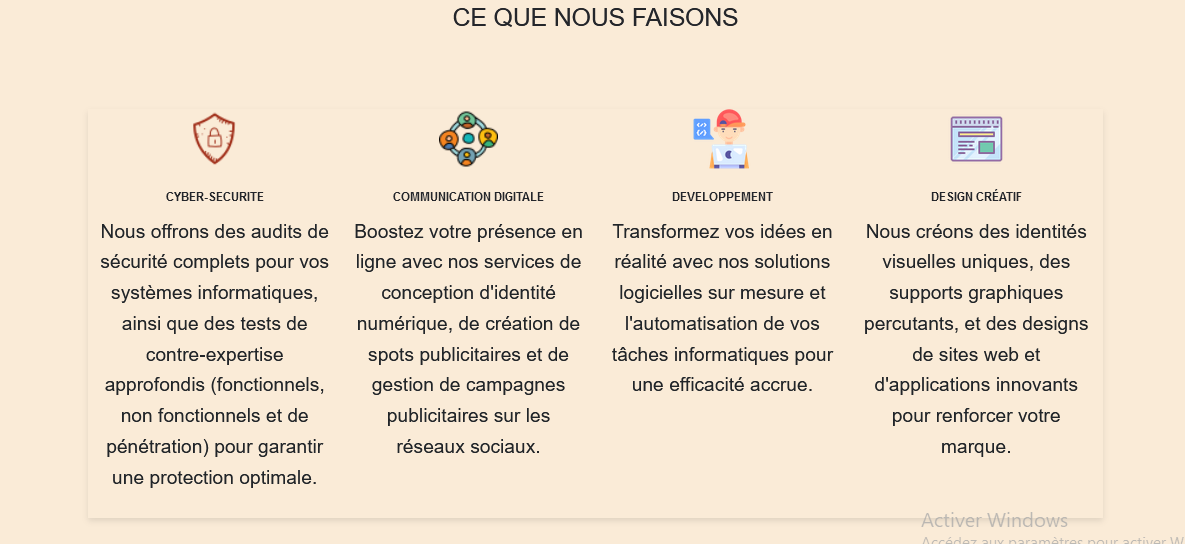 CE QUE NOUS FAISONS
CYBER-SECURITE
Nous offrons des audits de
sécurité complets pour vos
systèmes informatiques,
ainsi que des tests de
contre-expertise
approfondis (fonctionnels,
non fonctionnels et de
pénétration) pour garantir
une protection optimale.
COMMUNICATION DIGITALE
Boostez votre présence en
ligne avec nos services de
conception d'identité
numérique, de création de
spots publicitaires et de
gestion de campagnes
publicitaires sur les
réseaux sociaux.
DEVELOPPEMENT
Transformez vos idées en
réalité avec nos solutions
logicielles sur mesure et
l'automatisation de vos
tâches informatiques pour
une efficacité accrue.
DESIGN CRÉATIF
Nous créons des identités
visuelles uniques, des
supports graphiques
percutants, et des designs
de sites web et
d'applications innovants
pour renforcer votre
marque.
Activer Windows
Accédez aux paramètres pour activer W